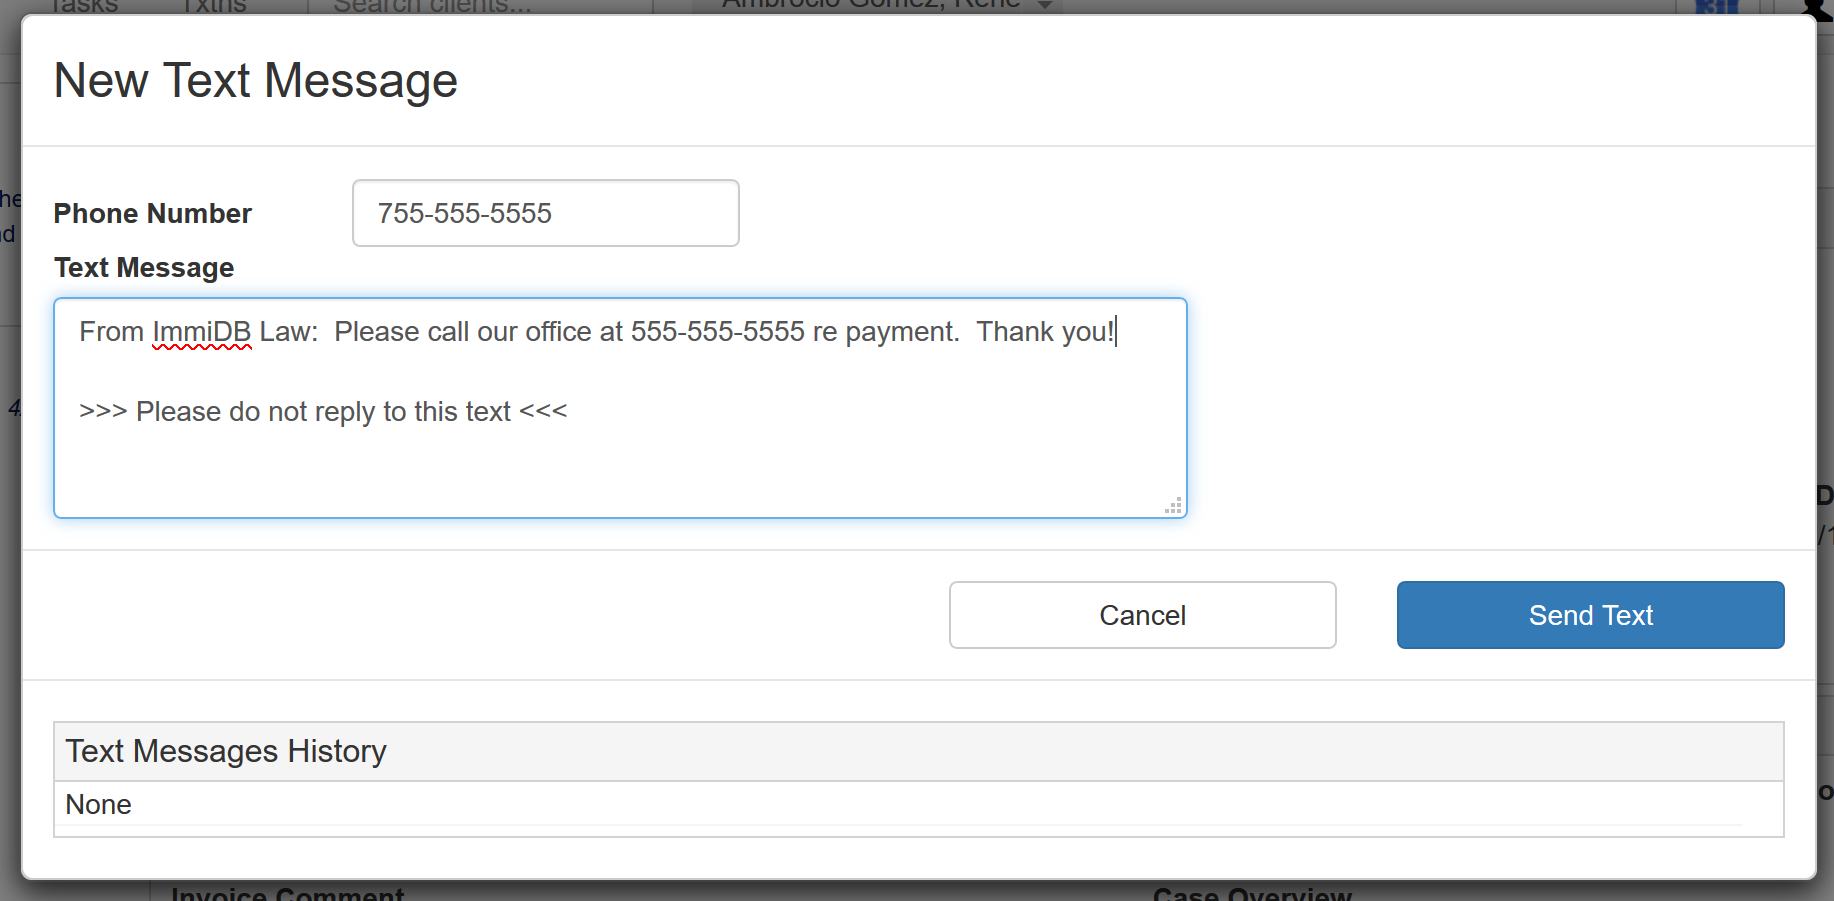 Tasks Txtns Search clients... Ambrocio Gomez, Rene 31
New Text Message
Phone Number 755-555-5555
Text Message
From ImmiDB Law:  Please call our office at 555-555-5555 re payment.  Thank you!
>>> Please do not reply to this text <<<
Cancel Send Text
Text Messages History
None
Invoice Comment Case Overview